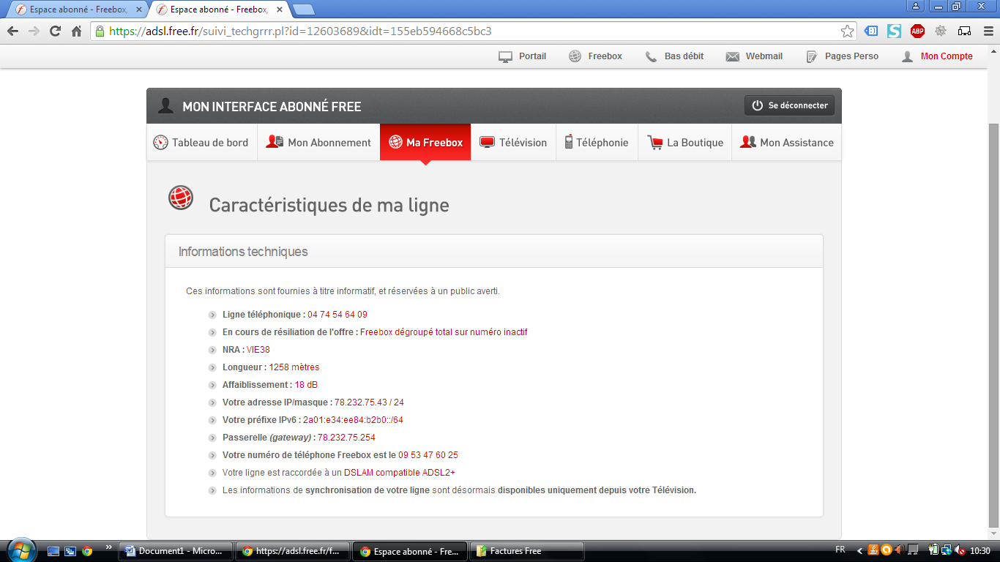 Espace abonné - Freebox,
Espace abonné - Freebox,
https://adsl.free.fr/suivi_techgrrr.pl?id=12603689&idt=155eb594668c5bc3
S
ABP
Portail
Freebox
Bas débit
Webmail
Pages Perso
Mon Compte
MON INTERFACE ABONNÉ FREE
Se déconnecter
Tableau de bord
Mon Abonnement
Ma Freebox
Télévision
Téléphonie
La Boutique
Mon Assistance
Caractéristiques de ma ligne
Informations techniques
Ces informations sont fournies à titre informatif, et réservées à un public averti.
Ligne téléphonique : 04 74 54 64 09
En cours de résiliation de l'offre : Freebox dégroupé total sur numéro inactif
NRA : VIE38
Longueur : 1258 mètres
Affaiblissement : 18 dB
Votre adresse IP/masque : 78.232.75.43 / 24
Votre préfixe IPv6 : 2a01:e34:ee84:b2b0::/64
Passerelle (gateway) : 78.232.75.254
Votre numéro de téléphone Freebox est le 09 53 47 60 25
Votre ligne est raccordée à un DSLAM compatible ADSL2+
Les informations de synchronisation de votre ligne sont désormais disponibles uniquement depuis votre Télévision.
Document1 - Micro...
https://adsl.free.fr/f...
Espace abonné - Fre...
Factures Free
FR
10:30